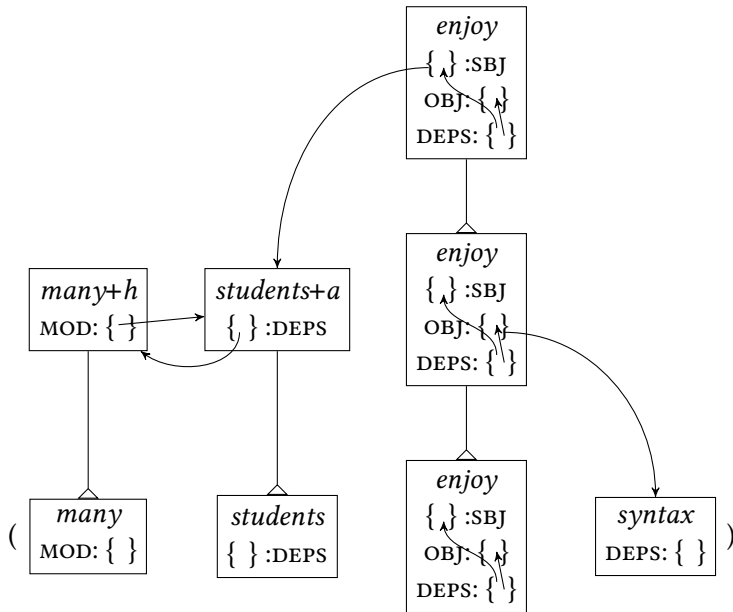 enjoy
{ } :SBJ
OBJ: { }
DEPS: { }
many+h
MOD: { }
students+a
{ } :DEPS
enjoy
{ } :SBJ
OBJ: { }
DEPS: { }
(
many
MOD: { }
students
{ } :DEPS
enjoy
{ } :SBJ
OBJ: { }
DEPS: { }
syntax
DEPS: { }
)